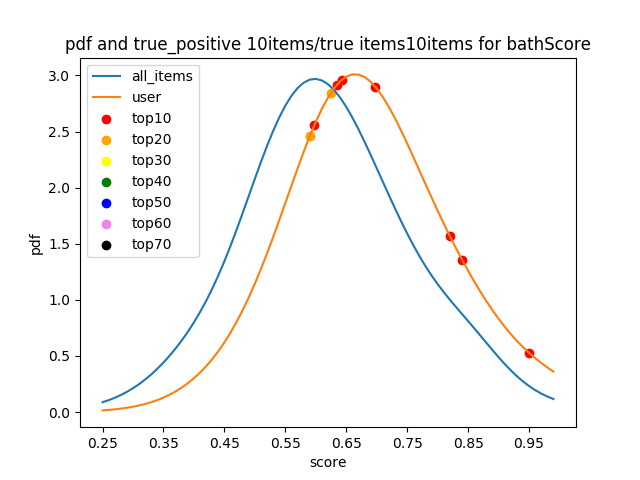 pdf and true_positive 10items/true items10items for bathScore
all_items
user
top10
top20
top30
top40
top50
top60
top70
pdf
3.0
2.5
2.0
1.5
1.0
0.5
0.0
0.25 0.35 0.45 0.55 0.65 0.75 0.85 0.95
score